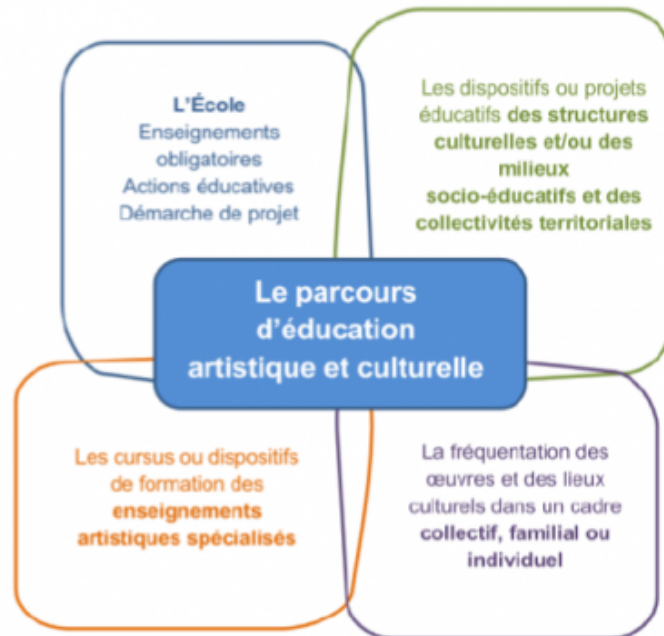 L'École
Enseignements
obligatoires
Actions éducatives
Démarche de projet
Les dispositifs ou projets
éducatifs des structures
culturelles et/ou des
milieux
socio-éducatifs et des
collectivités territoriales
Le parcours
d'éducation
artistique et culturelle
Les cursus ou dispositifs
de formation des
enseignements
artistiques spécialisés
La fréquentation des
œuvres et des lieux
culturels dans un cadre
collectif, familial ou
individuel